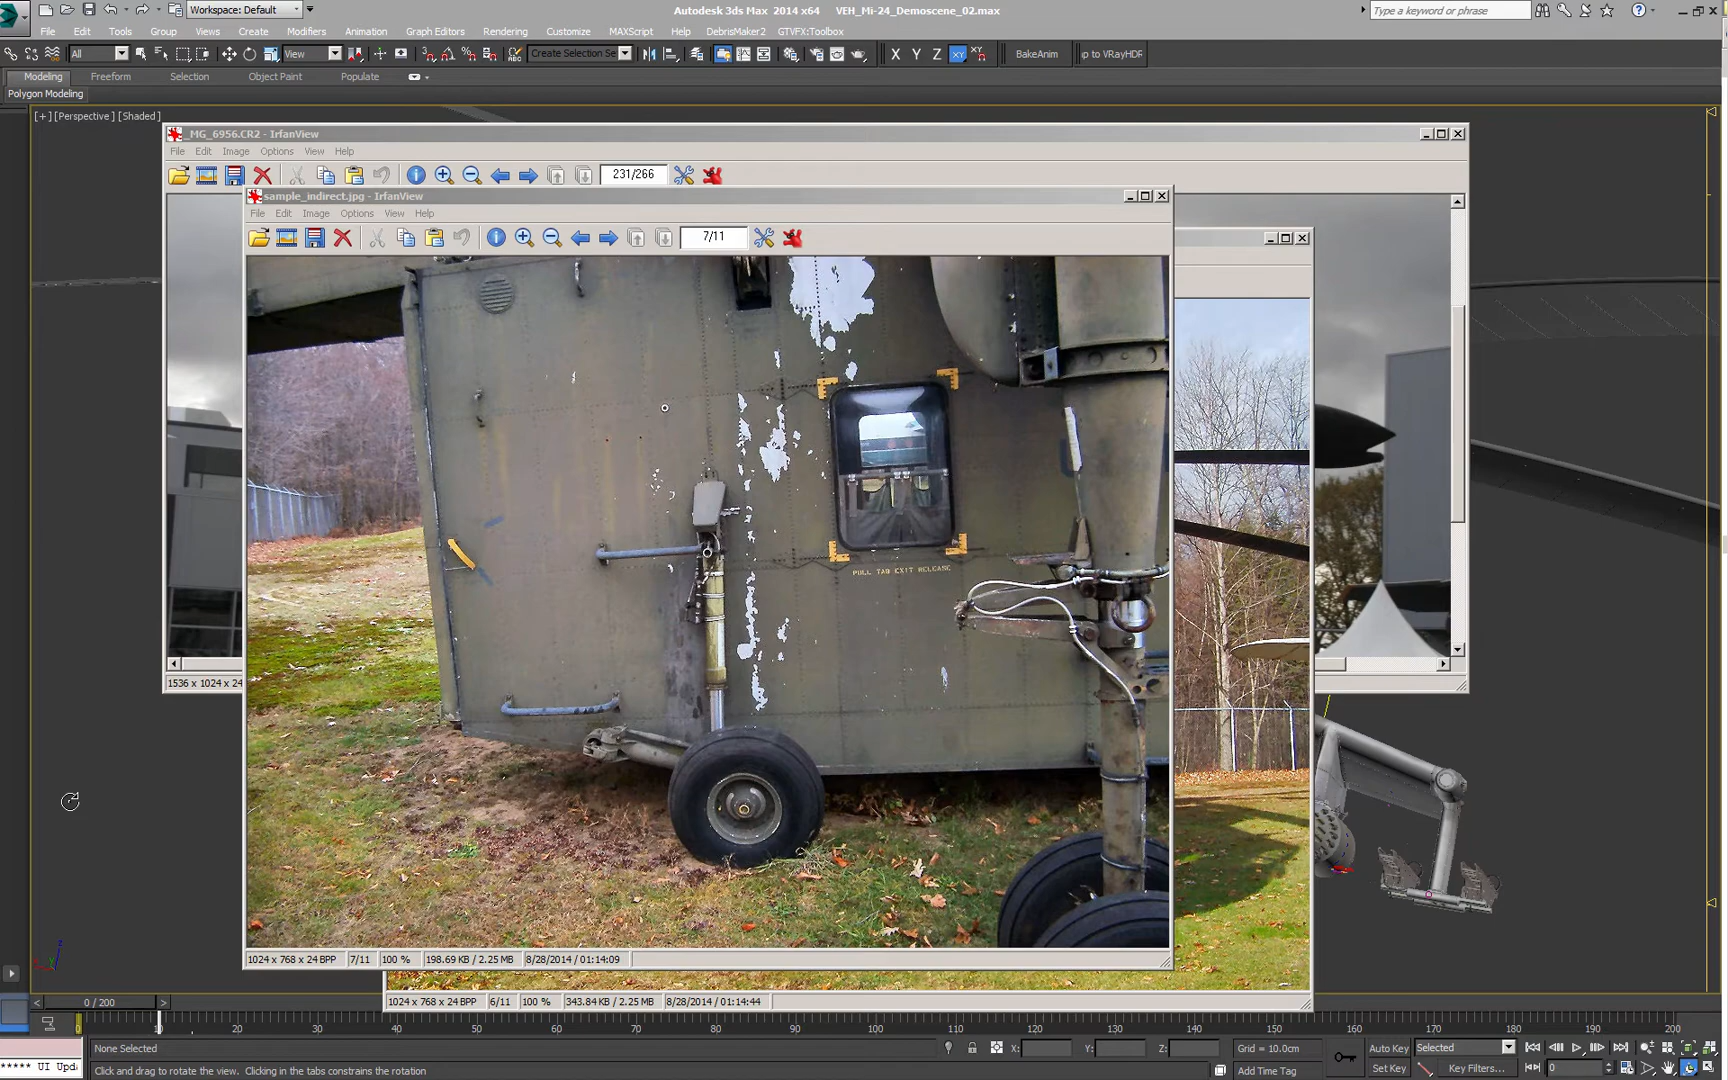 Workspace: Default
Autodesk 3ds Max 2014 x64 VEH_Mi-24_Demoscene_02.max
Type a keyword or phrase
File Edit Tools Group Views Create Modifiers Animation Graph Editors Rendering Customize MAXScript Help DebrisMaker2 GTVFX:Toolbox
All View Create Selection Se X Y Z XY XY BakeAnim p to VRayHDR
Modeling Freeform Selection Object Paint Populate
Polygon Modeling
[+] [Perspective] [Shaded]
_MG_6956.CR2 - IrfanView
File Edit Image Options View Help
231/266
sample_indirect.jpg - IrfanView
File Edit Image Options View Help
7/11
PULL TAB EXIT RELEASE
1536 x 1024 x 24
1024 x 768 x 24 BPP 7/11 100 % 198.69 KB / 2.25 MB 8/28/2014 / 01:14:09
1024 x 768 x 24 BPP 6/11 100 % 343.84 KB / 2.25 MB 8/28/2014 / 01:14:44
< 0 / 200 >
0 10 20 30 40 50 60 70 80 90 100 110 120 130 140 150 160 170 180 190 200
None Selected X: Y: Z: Grid = 10.0cm Auto Key Selected
***** UI Upd Click and drag to rotate the view. Clicking in the tabs constrains the rotation Add Time Tag Set Key Key Filters... 0